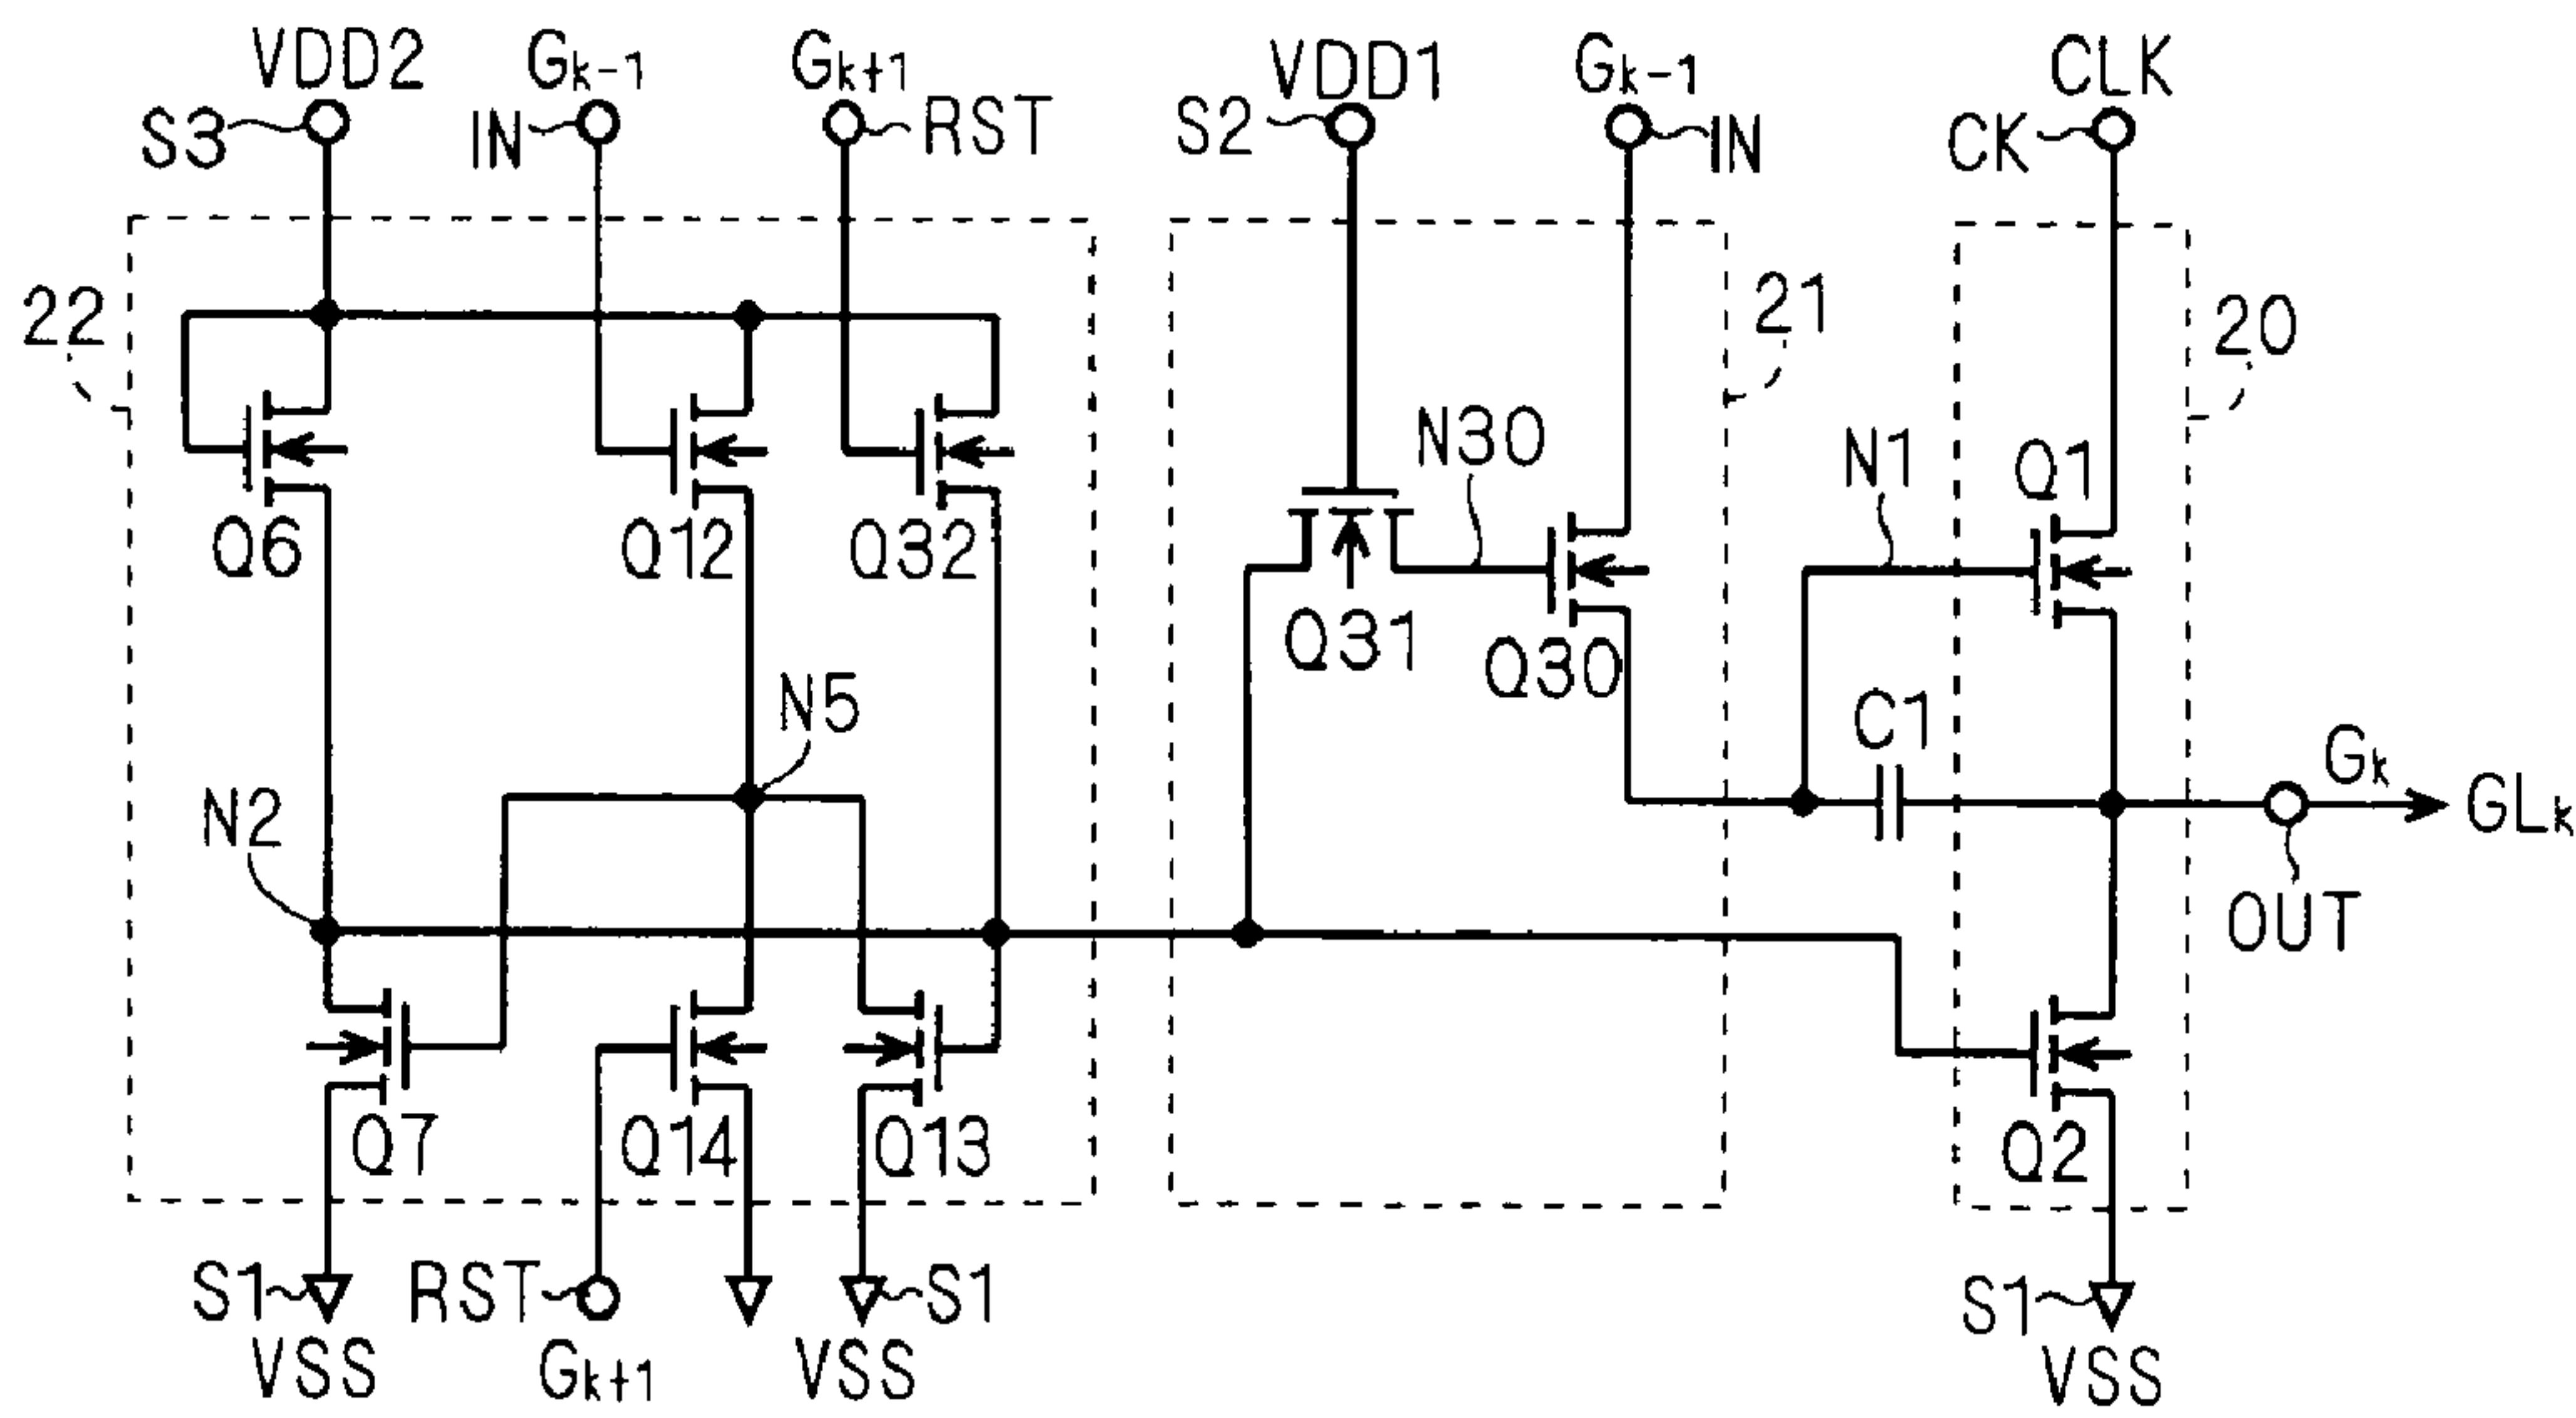 VDD2
Gk-1
Gk+1
VDD1
Gk-1
CLK
S3
IN
RST
S2
IN
CK
22
21
20
N30
N1
Q1
Q6
Q12
Q32
Q31
Q30
N5
C1
Gk
GLk
N2
OUT
Q7
Q14
Q13
Q2
S1
RST
S1
S1
VSS
Gk+1
VSS
VSS